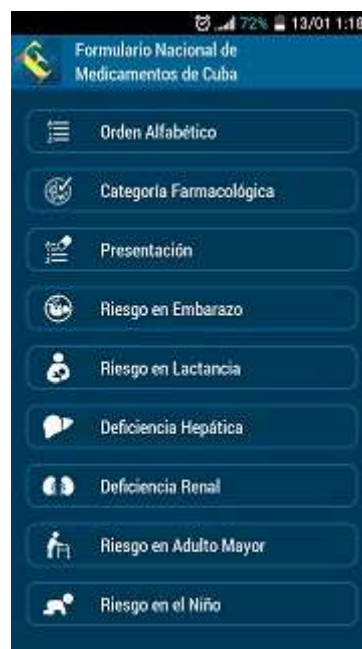 72% 13/01 1:18
Formulario Nacional de
Medicamentos de Cuba
Orden Alfabético
Categoría Farmacológica
Presentación
Riesgo en Embarazo
Riesgo en Lactancia
Deficiencia Hepática
Deficiencia Renal
Riesgo en Adulto Mayor
Riesgo en el Niño